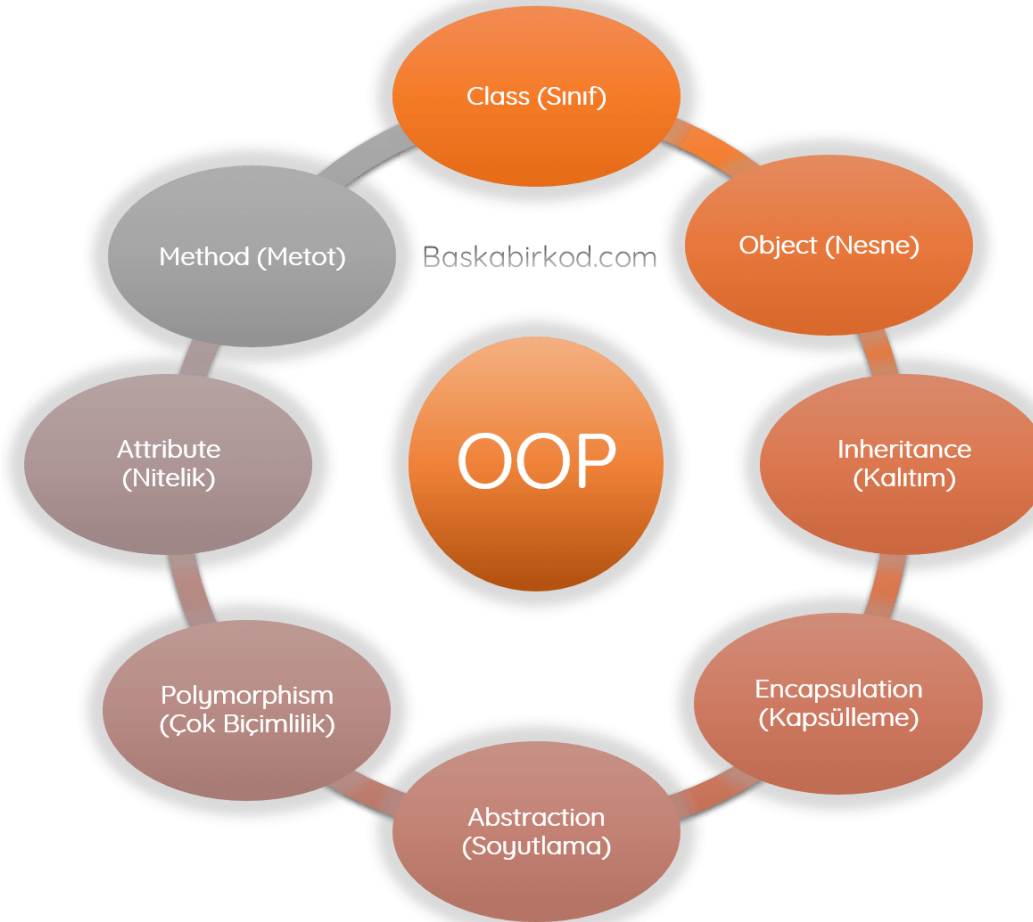 Class (Sınıf)
Object (Nesne)
Inheritance
(Kalıtım)
Encapsulation
(Kapsülleme)
Abstraction
(Soyutlama)
Polymorphism
(Çok Biçimlilik)
Attribute
(Nitelik)
Method (Metot)
Baskabirkod.com
OOP